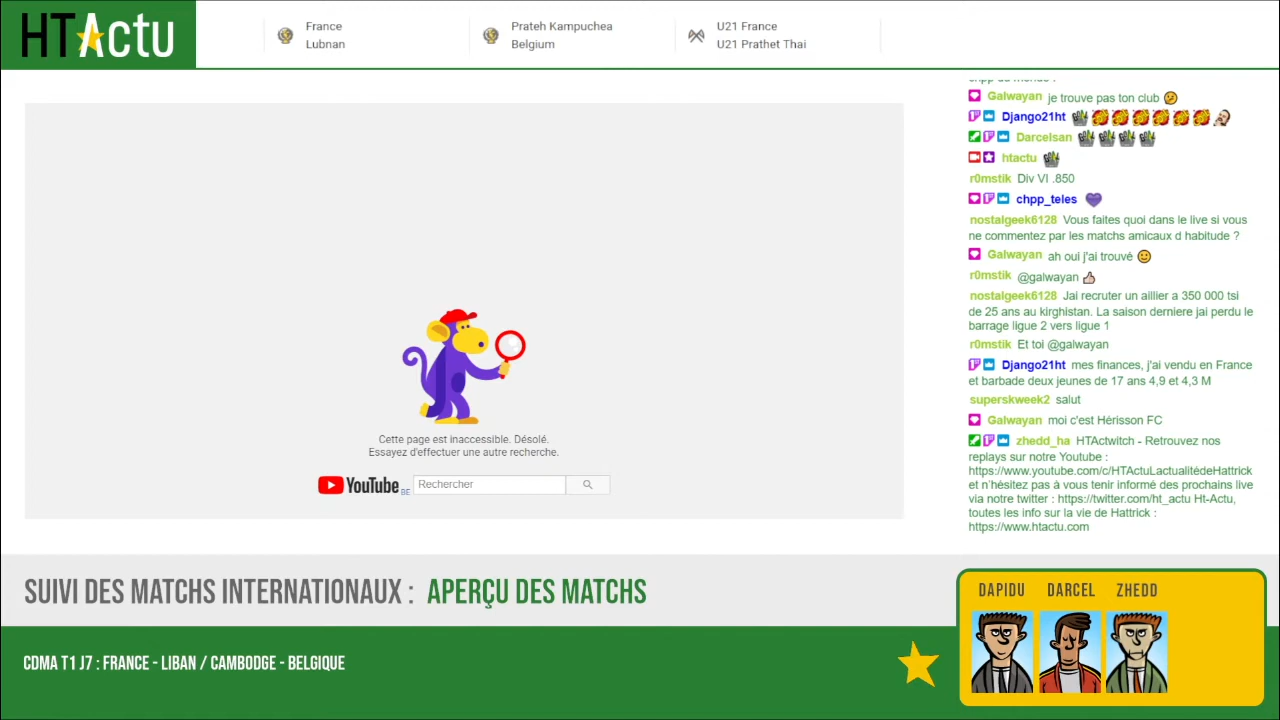 HTActu
France
Lubnan
Prateh Kampuchea
Belgium
U21 France
U21 Prathet Thai
Galwayan je trouve pas ton club
Django21ht
Darcelsan
htactu
r0mstik Div VI .850
chpp_teles
nostalgeek6128 Vous faites quoi dans le live si vous
ne commentez par les matchs amicaux d habitude ?
Galwayan ah oui j'ai trouvé
r0mstik @galwayan
nostalgeek6128 Jai recruter un aillier a 350 000 tsi
de 25 ans au kirghistan. La saison derniere jai perdu le
barrage ligue 2 vers ligue 1
r0mstik Et toi @galwayan
Django21ht mes finances, j'ai vendu en France
et barbade deux jeunes de 17 ans 4,9 et 4,3 M
superskweek2 salut
Galwayan moi c'est Hérisson FC
zhedd_ha HTActwitch - Retrouvez nos
replays sur notre Youtube :
https://www.youtube.com/c/HTActuLactualitédeHattrick
et n'hésitez pas à vous tenir informé des prochains live
via notre twitter : https://twitter.com/ht_actu Ht-Actu,
toutes les info sur la vie de Hattrick :
https://www.htactu.com
Cette page est inaccessible. Désolé.
Essayez d'effectuer une autre recherche.
YouTube BE
Rechercher
SUIVI DES MATCHS INTERNATIONAUX : APERÇU DES MATCHS
DAPIDU DARCEL ZHEDD
CDMA T1 J7 : FRANCE - LIBAN / CAMBODGE - BELGIQUE